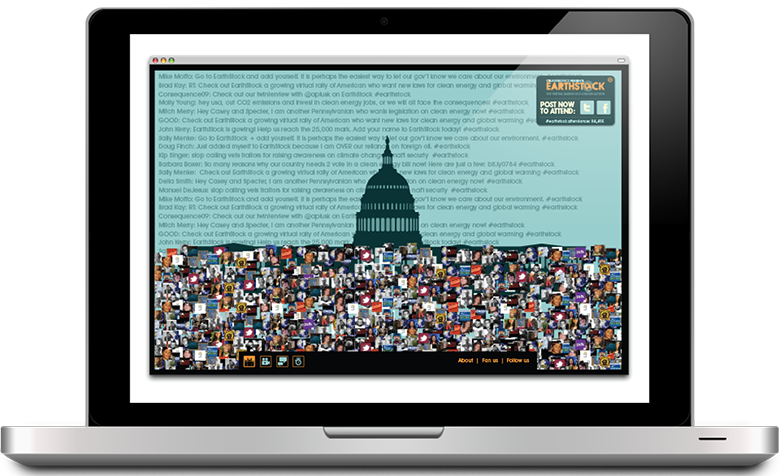 Mike Moffo: Go to EarthStock and add yourself. It is perhaps the easiest way to let our gov't know we care about our environment.
Brad Kay: RT: Check out EarthStock a growing virtual rally of American who want new laws for clean energy and global warming
Consequence09: Check out our twinterview with @aplusk on EarthStock #earthstock
Molly Young: hey usa, cut CO2 emissions and invest in clean energy jobs, or we will all face the consequences! #earthstock
Mitch Merry: Hey Casey and Specter, I am another Pennsylvanian who wants legislation on clean energy now! #earthstock
GOOD: Check out EarthStock a growing virtual rally of American who want new laws for clean energy and global warming #earthstock
John Kerry: EarthStock is growing! Help us reach the 25,000 mark. Add your name to EarthStock today! #earthstock
Sally Menke: Go to EarthStock + add yourself. It is perhaps the easiest way to let our gov't know we care about our environment. #earthstock
Doug Finch: Just added myself to EarthStock because I am OVER our reliance on foreign oil. #earthstock
Kip Singer: stop calling vets traitors for raising awareness on climate change security #earthstock
Barbara Boxer: So many reasons why our country needs 2 vote in a clean energy bill now! Here are just a few: #earthstock
Sally Menke: Check out EarthStock a growing virtual rally of American who want new laws for clean energy and global warming #earthstock
Della Smith: Hey Casey and Specter, I am another Pennsylvanian on clean energy now! #earthstock
Manuel DeJesus: stop calling vets traitors for raising awareness on security #earthstock
Mike Moffo: Go to EarthStock and add yourself. It is perhaps the our gov't know we care about our environment. #earthstock
Brad Kay: RT: Check out EarthStock a growing virtual rally of laws for clean energy and global warming #earthstock
Consequence09: Check out our twinterview with @aplusk on
Mitch Merry: Hey Casey and Specter, I am another Pennsylvanian on clean energy now! #earthstock
GOOD: Check out EarthStock a growing virtual rally of American for clean energy and global warming #earthstock
John Kerry: EarthStock is growing! Help us reach the 25,000 today! #earthstock
EARTHSTOCK
POST NOW
TO ATTEND:
#earthstock attendance:
About | Fan us | Follow us